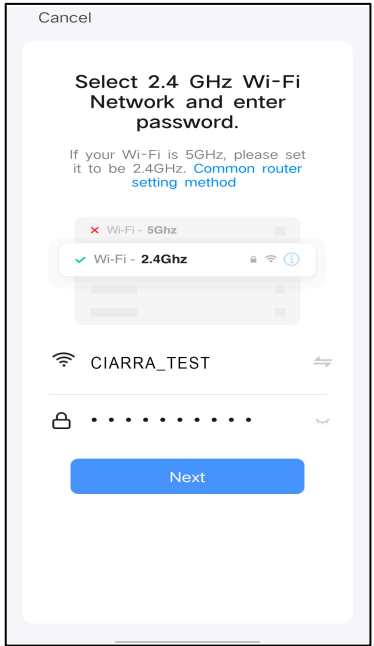 Cancel
Select 2.4 GHz Wi-Fi
Network and enter
password.
If your Wi-Fi is 5GHz, please set
it to be 2.4GHz. Common router
setting method
Wi-Fi - 5Ghz
Wi-Fi - 2.4Ghz
CIARRA_TEST
• • • • • • • • • •
Next